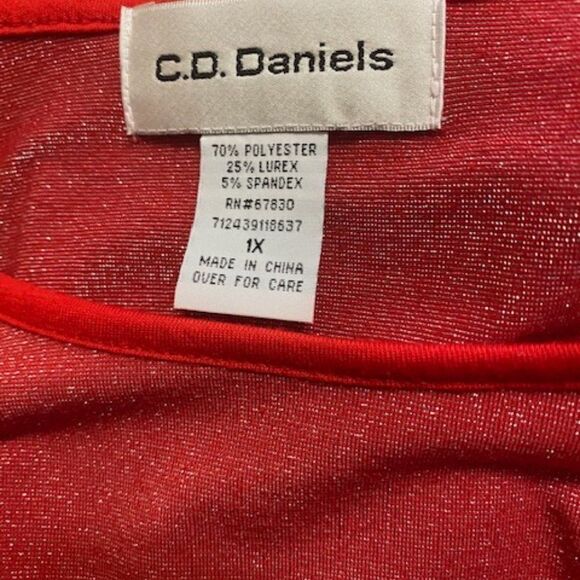 C.D. Daniels
70% POLYESTER
25% LUREX
5% SPANDEX
RN#67830
712439118637
1X
MADE IN CHINA
OVER FOR CARE